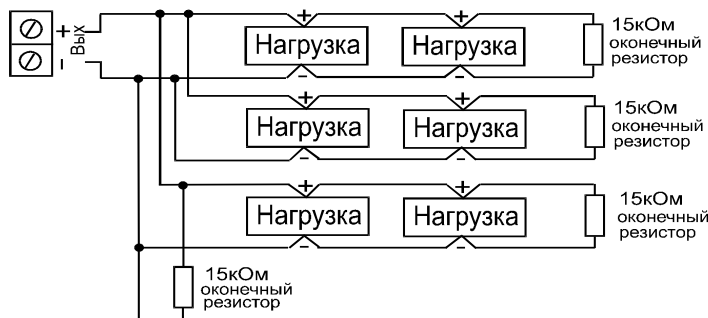 +
-
Вых
+ +
Нагрузка Нагрузка
- -
15кОм
оконечный
резистор
+ +
Нагрузка Нагрузка
- -
15кОм
оконечный
резистор
+ +
Нагрузка Нагрузка
- -
15кОм
оконечный
резистор
15кОм
оконечный
резистор